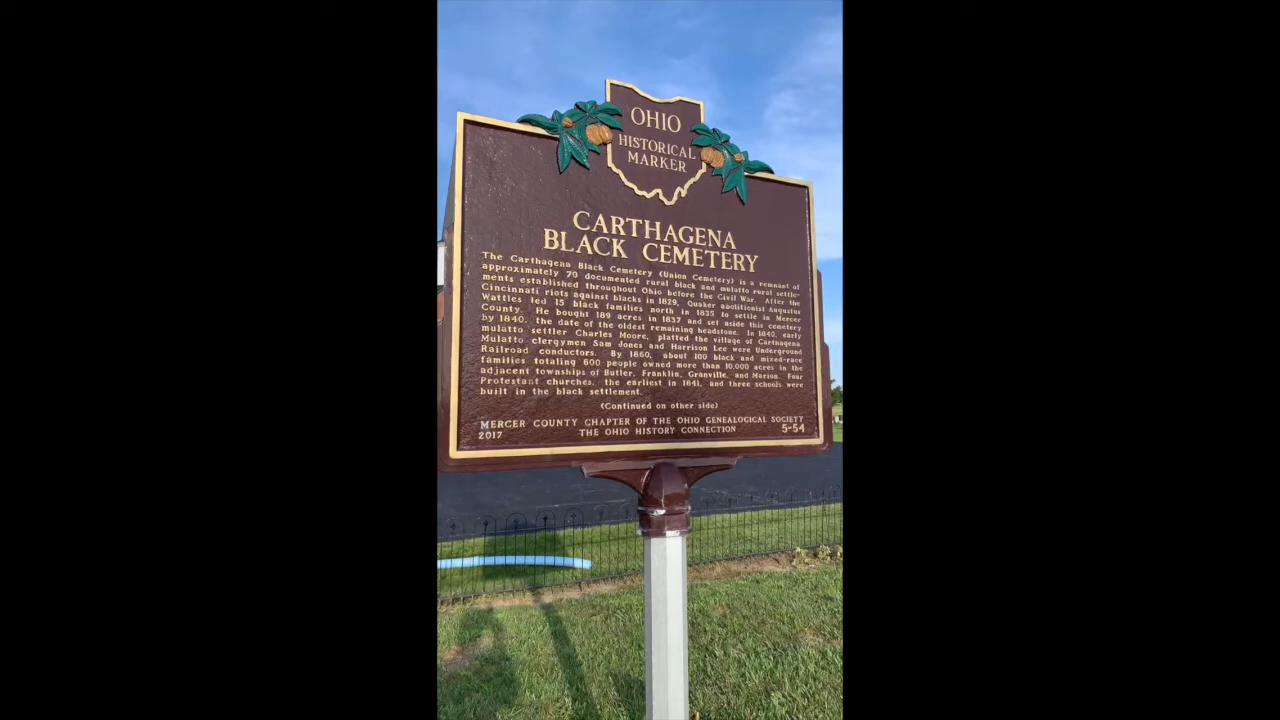 OHIO
HISTORICAL
MARKER
CARTHAGENA
BLACK CEMETERY
The Carthagena Black Cemetery (Union Cemetery) is a remnant of
approximately 70 documented rural black and mulatto rural settle-
ments established throughout Ohio before the Civil War. After the
Cincinnati riots against blacks in 1829, Quaker abolitionist Augustus
Wattles led 15 black families north in 1835 to settle in Mercer
County. He bought 189 acres in 1837 and set aside this cemetery
by 1840, the date of the oldest remaining headstone. In 1840, early
mulatto settler Charles Moore, platted the village of Carthagena.
Mulatto clergymen Sam Jones and Harrison Lee were Underground
Railroad conductors. By 1860, about 100 black and mixed-race
families totaling 600 people owned more than 10,000 acres in the
adjacent townships of Butler, Franklin, Granville, and Marion. Four
Protestant churches, the earliest in 1841, and three schools were
built in the black settlement.
(Continued on other side)
MERCER COUNTY CHAPTER OF THE OHIO GENEALOGICAL SOCIETY
2017 THE OHIO HISTORY CONNECTION 5-54